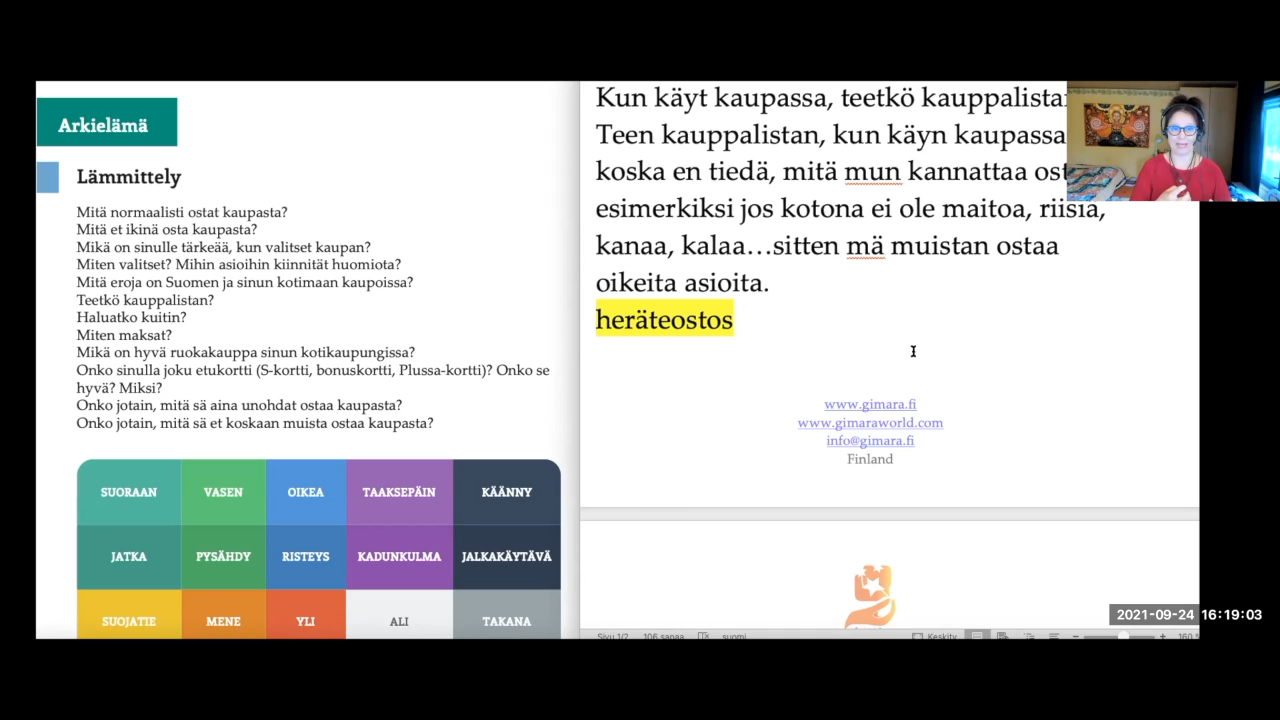 Arkielämä
Lämmittely
Mitä normaalisti ostat kaupasta?
Mitä et ikinä osta kaupasta?
Mikä on sinulle tärkeää, kun valitset kaupan?
Miten valitset? Mihin asioihin kiinnität huomiota?
Mitä eroja on Suomen ja sinun kotimaan kaupoissa?
Teetkö kauppalistan?
Haluatko kuitin?
Miten maksat?
Mikä on hyvä ruokakauppa sinun kotikaupungissa?
Onko sinulla joku etukortti (S-kortti, bonuskortti, Plussa-kortti)? Onko se
hyvä? Miksi?
Onko jotain, mitä sä aina unohdat ostaa kaupasta?
Onko jotain, mitä sä et koskaan muista ostaa kaupasta?
SUORAAN VASEN OIKEA TAAKSEPÄIN KÄÄNNY
JATKA PYSÄHDY RISTEYS KADUNKULMA JALKAKÄYTÄVÄ
SUOJATIE MENE YLI ALI TAKANA
Kun käyt kaupassa, teetkö
Teen kauppalistan, kun käyn kaupassa
koska en tiedä, mitä mun kannattaa
esimerkiksi jos kotona ei ole maitoa, riisiä,
kanaa, kalaa…sitten mä muistan ostaa
oikeita asioita.
heräteostos
www.gimara.fi
www.gimaraworld.com
info@gimara.fi
Finland
Sivu 1/2 106 sanaa suomi Keskity
2021-09-24 16:19:03